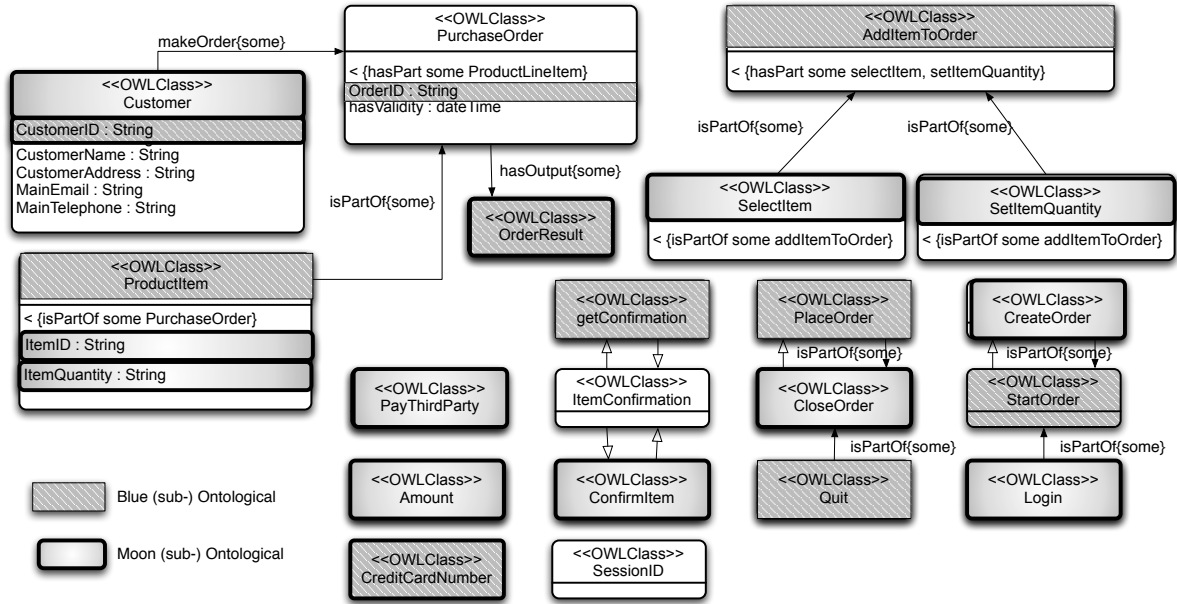 <<OWLClass>>
PurchaseOrder
< {hasPart some ProductLineItem}
OrderID : String
hasValidity : dateTime
makeOrder{some}
<<OWLClass>>
Customer
CustomerID : String
CustomerName : String
CustomerAddress : String
MainEmail : String
MainTelephone : String
isPartOf{some}
hasOutput{some}
<<OWLClass>>
OrderResult
<<OWLClass>>
AddItemToOrder
< {hasPart some selectItem, setItemQuantity}
isPartOf{some}
isPartOf{some}
<<OWLClass>>
SelectItem
< {isPartOf some addItemToOrder}
<<OWLClass>>
SetItemQuantity
< {isPartOf some addItemToOrder}
<<OWLClass>>
ProductItem
< {isPartOf some PurchaseOrder}
ItemID : String
ItemQuantity : String
<<OWLClass>>
getConfirmation
<<OWLClass>>
ItemConfirmation
<<OWLClass>>
ConfirmItem
<<OWLClass>>
SessionID
<<OWLClass>>
PayThirdParty
<<OWLClass>>
Amount
<<OWLClass>>
CreditCardNumber
<<OWLClass>>
PlaceOrder
isPartOf{some}
<<OWLClass>>
CloseOrder
isPartOf{some}
<<OWLClass>>
Quit
<<OWLClass>>
CreateOrder
isPartOf{some}
<<OWLClass>>
StartOrder
isPartOf{some}
<<OWLClass>>
Login
Blue (sub-) Ontological
Moon (sub-) Ontological